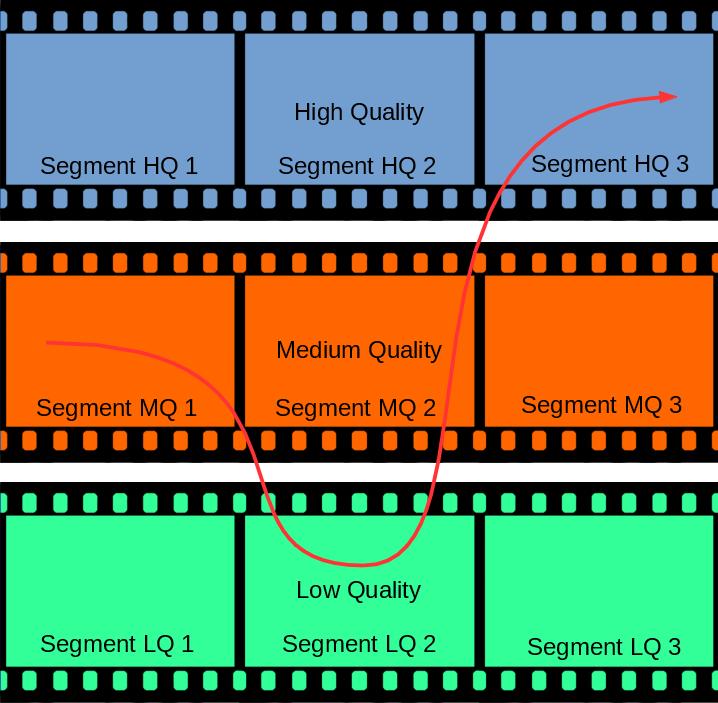 High Quality
Segment HQ 1
Segment HQ 2
Segment HQ 3
Medium Quality
Segment MQ 1
Segment MQ 2
Segment MQ 3
Low Quality
Segment LQ 1
Segment LQ 2
Segment LQ 3